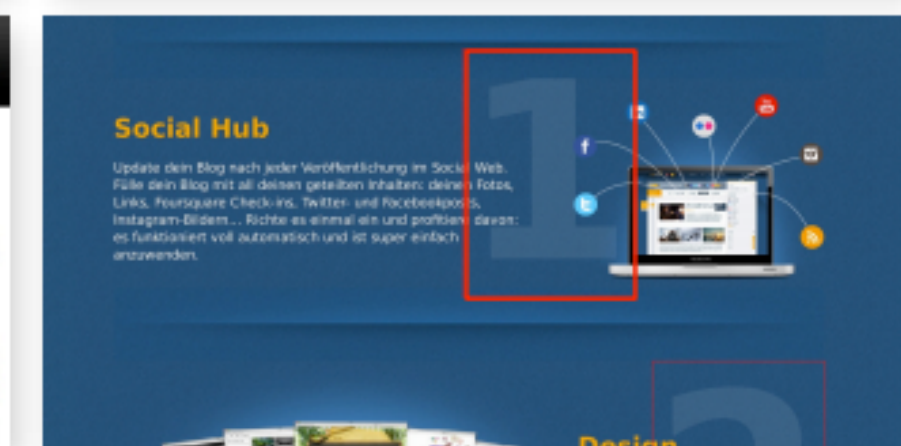 1
Social Hub
Update dein Blog nach jeder Veröffentlichung im Social Web.
Fülle dein Blog mit all deinen geteilten Inhalten: deinen Fotos,
Links, Foursquare Check-ins, Twitter- und Facebookposts,
Instagram-Bildern... Richte es einmal ein und profitiere davon:
es funktioniert voll automatisch und ist super einfach
anzuwenden.
2
Design